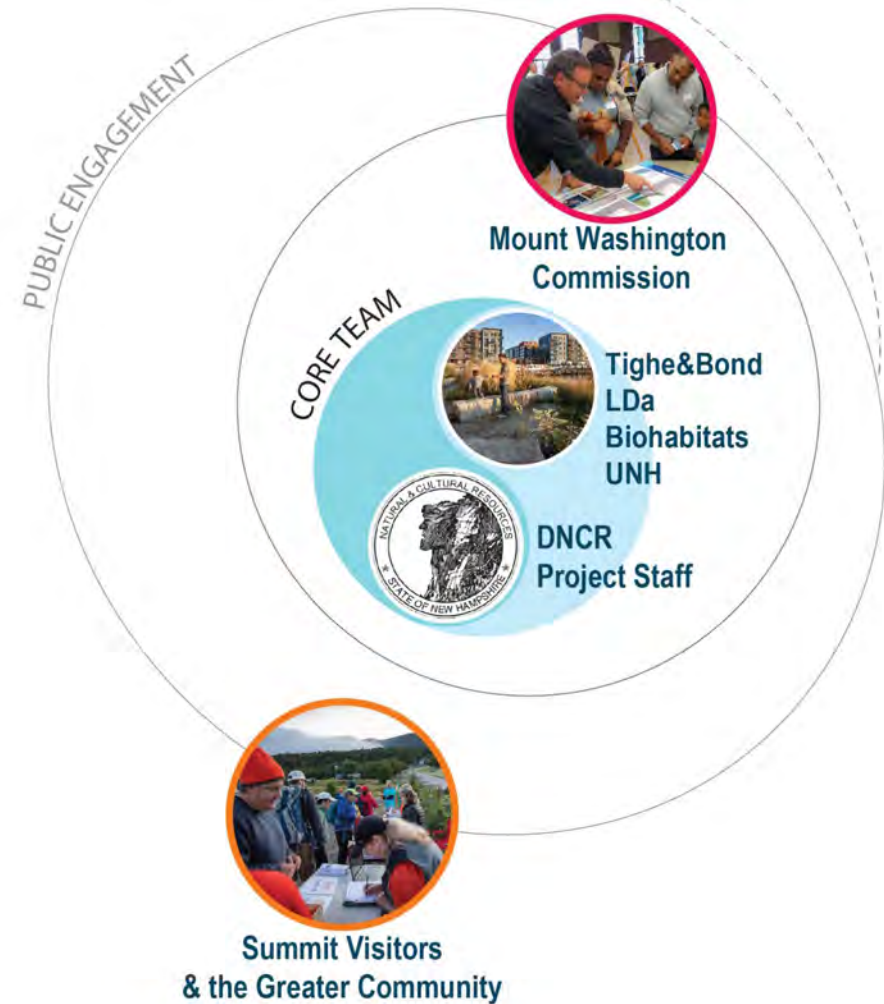 PUBLIC ENGAGEMENT
Mount Washington
Commission
CORE TEAM
Tighe&Bond
LDa
Biohabitats
UNH
NATURAL & CULTURAL RESOURCES
STATE OF NEW HAMPSHIRE
DNCR
Project Staff
Summit Visitors
& the Greater Community